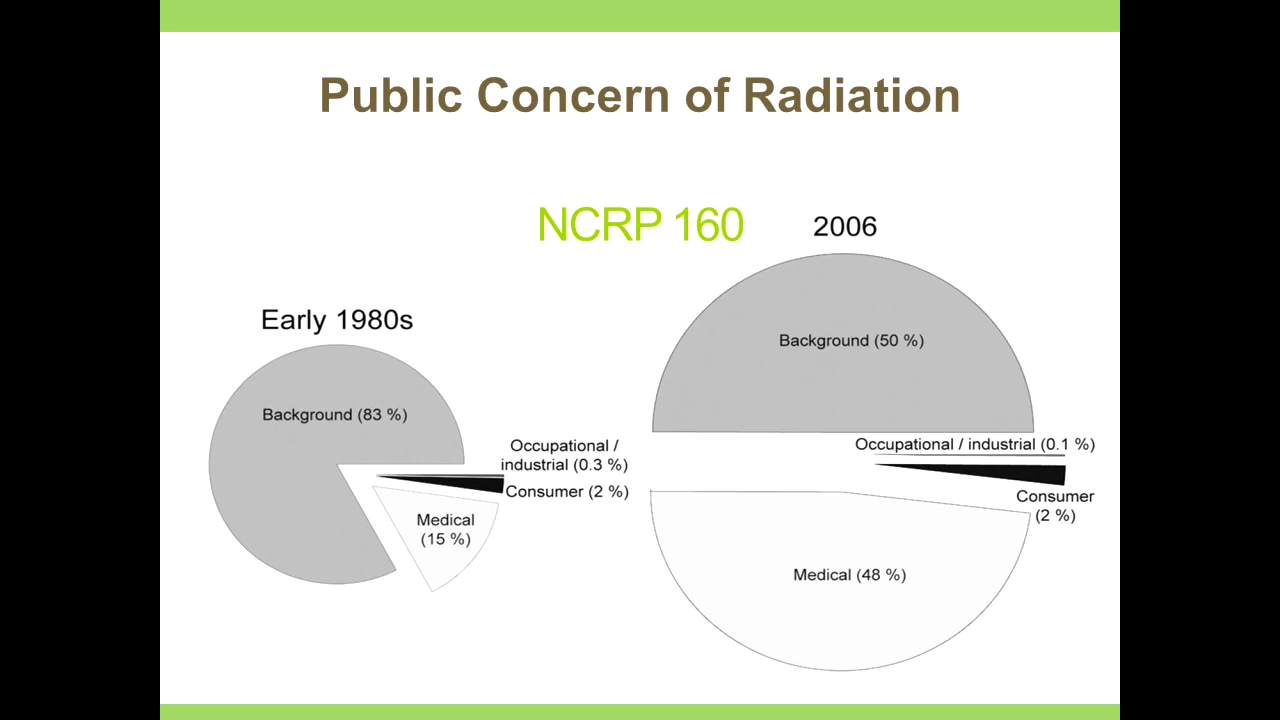 Public Concern of Radiation
NCRP 160
2006
Early 1980s
Background (83 %)
Occupational /
industrial (0.3 %)
Consumer (2 %)
Medical
(15 %)
Background (50 %)
Occupational / industrial (0.1 %)
Consumer
(2 %)
Medical (48 %)